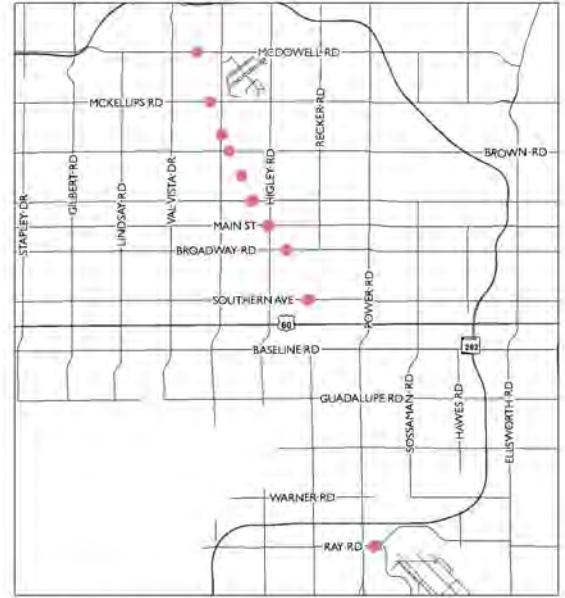 MCDOWELL RD
MCKELLIPS RD
RECKER RD
BROWN RD
STAPLEY DR
GILBERT RD
LINDSAY RD
VAL VISTA DR
HIGLEY RD
MAIN ST
BROADWAY RD
POWER RD
SOUTHERN AVE
60
BASELINE RD
202
GUADALUPE RD
SOSSAMAN RD
HAWES RD
ELLSWORTH RD
WARNER RD
RAY RD